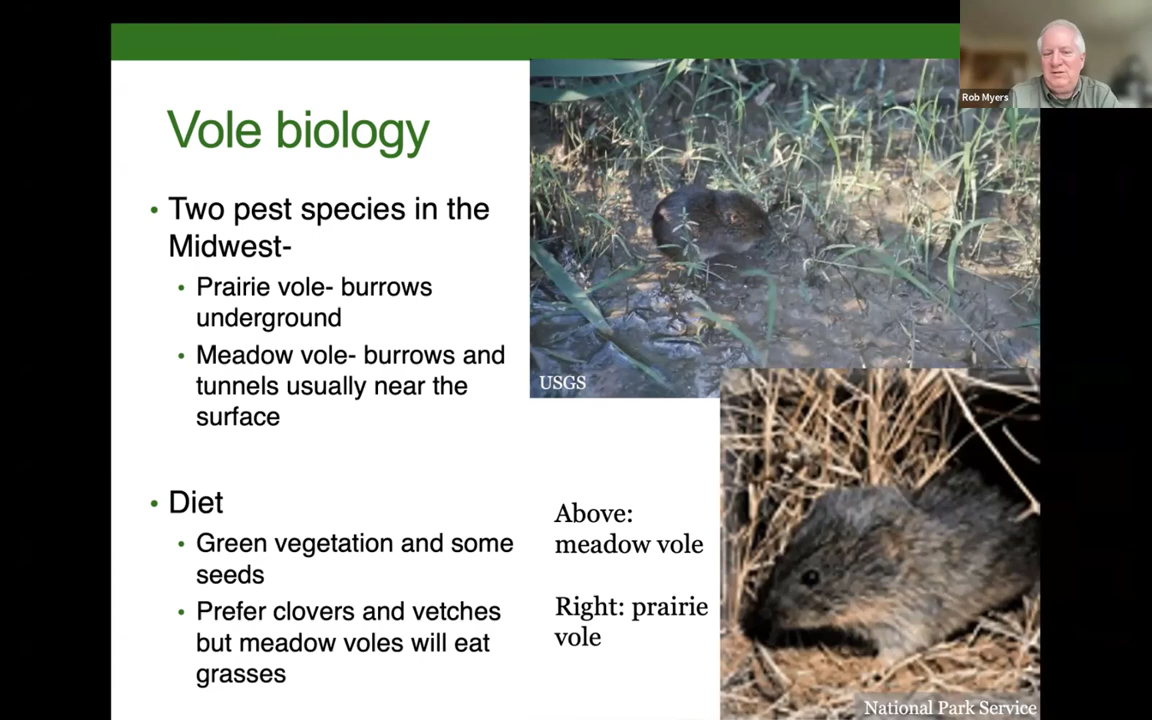 Rob Myers
Vole biology
• Two pest species in the
Midwest-
• Prairie vole- burrows
underground
• Meadow vole- burrows and
tunnels usually near the
surface
• Diet
• Green vegetation and some
seeds
• Prefer clovers and vetches
but meadow voles will eat
grasses
USGS
Above:
meadow vole
Right: prairie
vole
National Park Service